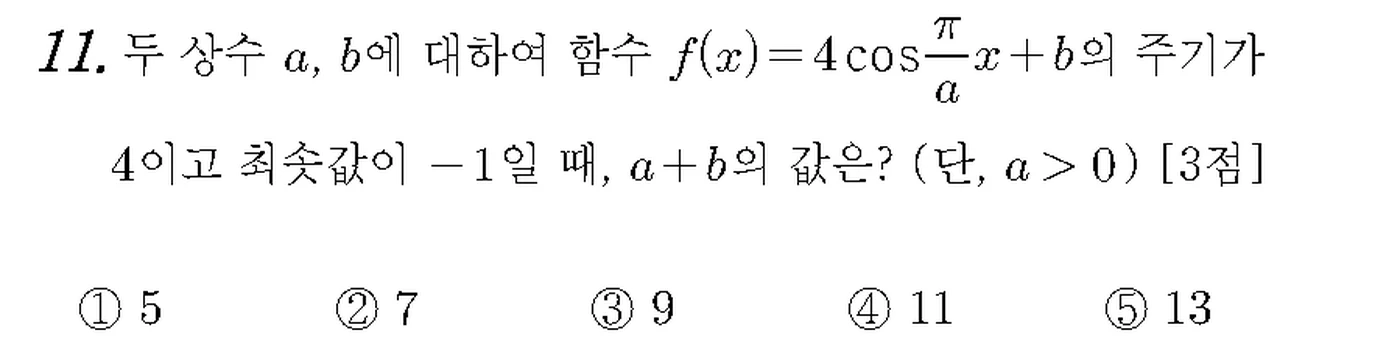 11. 두 상수 a, b에 대하여 함수 f(x)=4cos\frac{π}{a}x+b의 주기가
4이고 최솟값이 -1일 때, a+b의 값은? (단, a>0) [3점]
① 5 ② 7 ③ 9 ④ 11 ⑤ 13